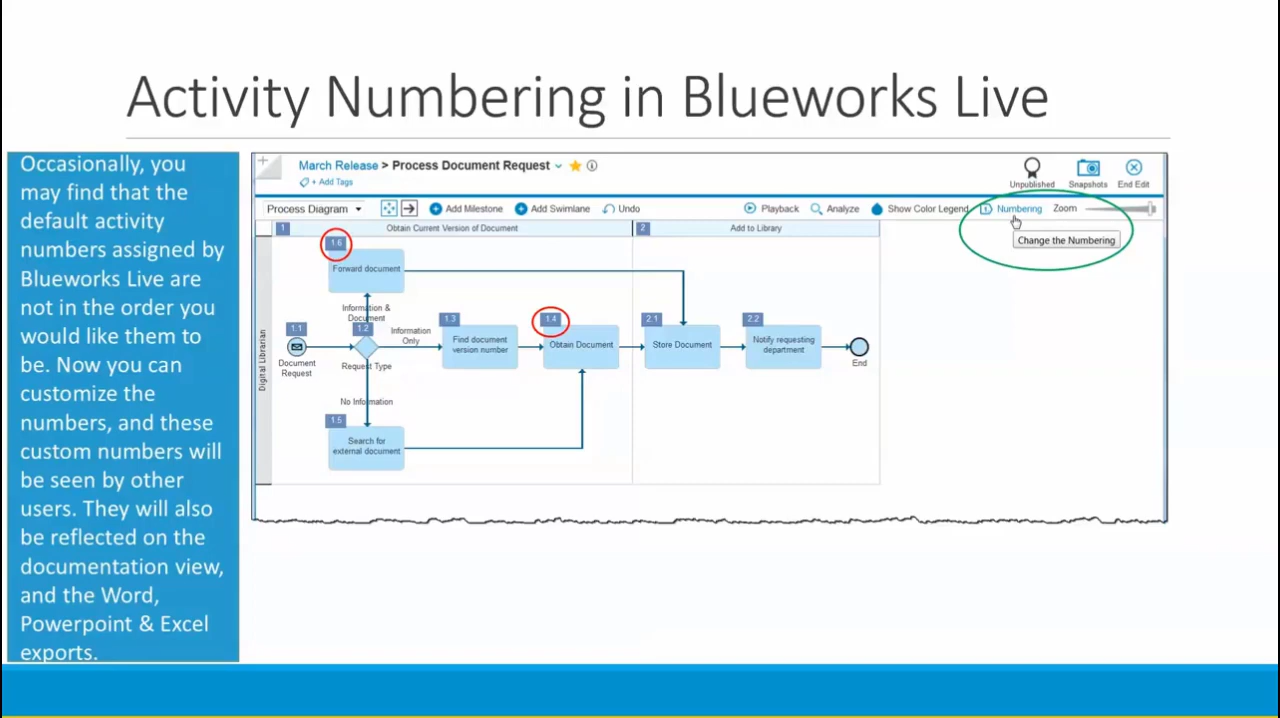 Activity Numbering in Blueworks Live
Occasionally, you
may find that the
default activity
numbers assigned by
Blueworks Live are
not in the order you
would like them to
be. Now you can
customize the
numbers, and these
custom numbers will
be seen by other
users. They will also
be reflected on the
documentation view,
and the Word,
Powerpoint & Excel
exports.
March Release > Process Document Request
+ Add Tags
Unpublished
Snapshots
End Edit
Process Diagram
Add Milestone
Add Swimlane
Undo
Playback
Analyze
Show Color Legend
Numbering
Zoom
Change the Numbering
1
Obtain Current Version of Document
2
Add to Library
Digital Librarian
1.6
Forward document
Information &
Document
1.1
Document
Request
1.2
Request Type
Information
Only
1.3
Find document
version number
1.4
Obtain Document
2.1
Store Document
2.2
Notify requesting
department
End
No Information
1.5
Search for
external document